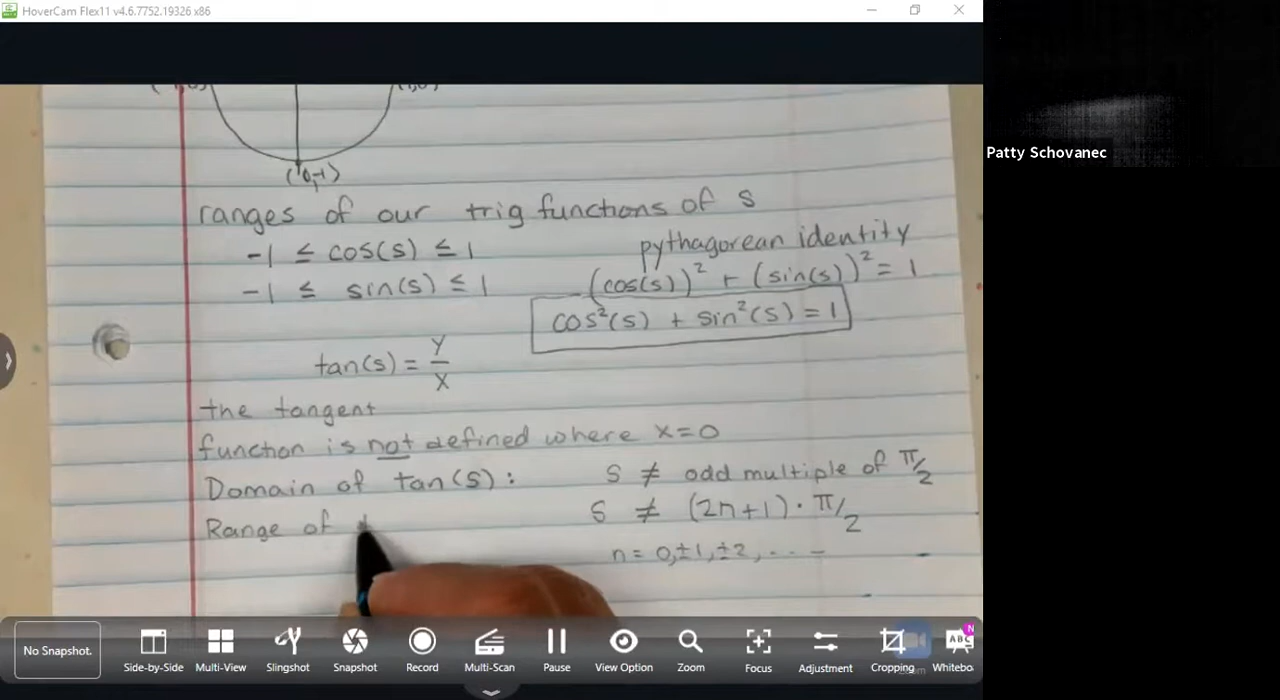 HoverCam Flex11 v4.6.7752.19326 x86
(0,-1)
ranges of our trig functions of s
-1 ≤ cos(s) ≤ 1
-1 ≤ sin(s) ≤ 1
pythagorean identity
(cos(s))² + (sin(s))² = 1
cos²(s) + sin²(s) = 1
tan(s) = Y/X
the tangent
function is not defined where x=0
Domain of tan(s): s ≠ odd multiple of π/2
s ≠ (2n+1)·π/2
Range of
n = 0,±1,±2,....
Patty Schovanec
No Snapshot.
Side-by-Side
Multi-View
Slingshot
Snapshot
Record
Multi-Scan
Pause
View Option
Zoom
Focus
Adjustment
Cropping
ABC
N
Whitebo